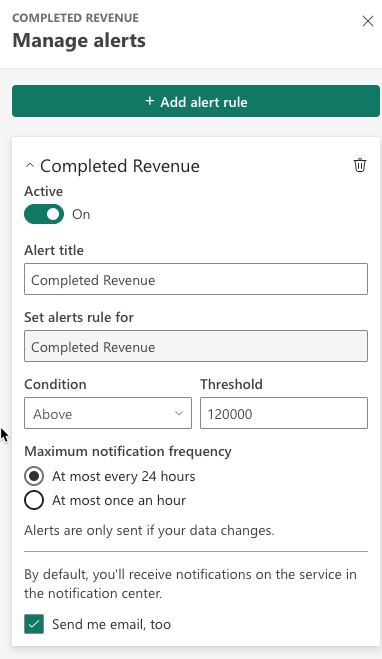 COMPLETED REVENUE
Manage alerts
+ Add alert rule
Completed Revenue
Active
On
Alert title
Completed Revenue
Set alerts rule for
Completed Revenue
Condition Threshold
Above 120000
Maximum notification frequency
At most every 24 hours
At most once an hour
Alerts are only sent if your data changes.
By default, you'll receive notifications on the service in
the notification center.
Send me email, too